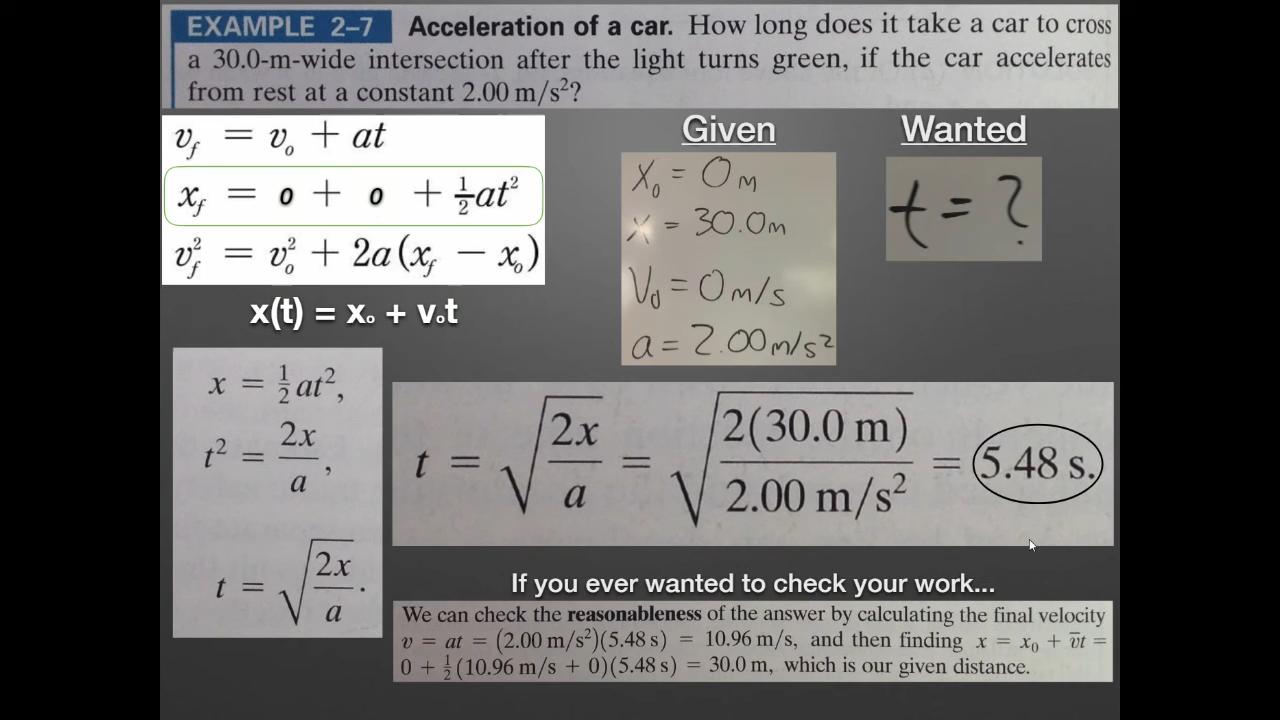 EXAMPLE 2–7 Acceleration of a car. How long does it take a car to cross
a 30.0-m-wide intersection after the light turns green, if the car accelerates
from rest at a constant 2.00 m/s²?
v_f = v_o + at
x_f = 0 + 0 + ½at²
v_f² = v_o² + 2a(x_f − x_o)
x(t) = x₀ + v₀t
Given
X₀ = 0 m
x = 30.0 m
V₀ = 0 m/s
a = 2.00 m/s²
Wanted
t = ?
x = ½at²,
t² = 2x/a,
t = √(2x/a).
t = √(2x/a) = √(2(30.0 m)/2.00 m/s²) = 5.48 s.
If you ever wanted to check your work...
We can check the reasonableness of the answer by calculating the final velocity
v = at = (2.00 m/s²)(5.48 s) = 10.96 m/s, and then finding x = x₀ + v̄t =
0 + ½(10.96 m/s + 0)(5.48 s) = 30.0 m, which is our given distance.